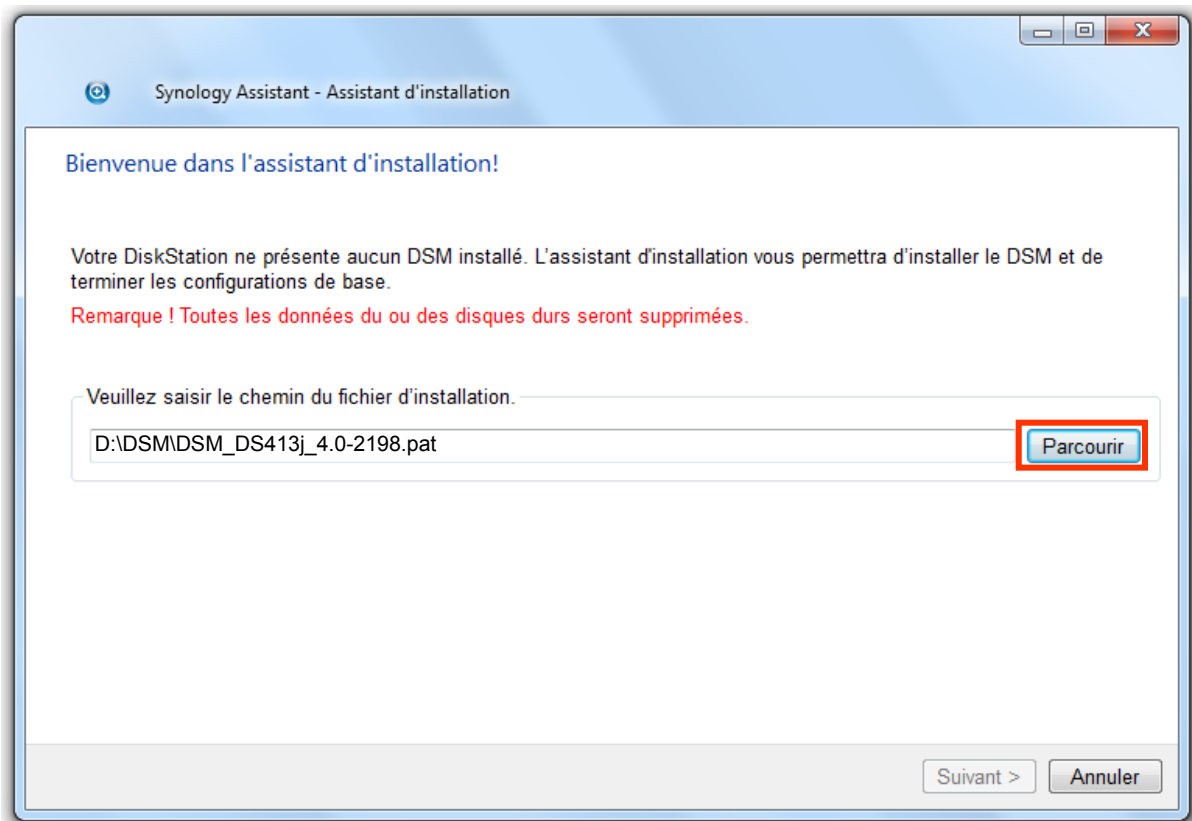 Synology Assistant - Assistant d'installation
Bienvenue dans l'assistant d'installation!
Votre DiskStation ne présente aucun DSM installé. L'assistant d'installation vous permettra d'installer le DSM et de
terminer les configurations de base.
Remarque ! Toutes les données du ou des disques durs seront supprimées.
Veuillez saisir le chemin du fichier d'installation.
D:\DSM\DSM_DS413j_4.0-2198.pat
Parcourir
Suivant >
Annuler